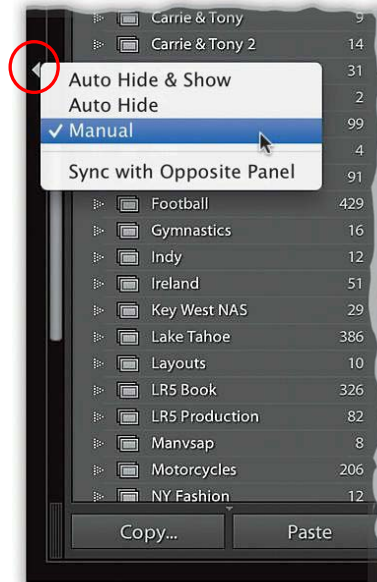 Carrie & Tony 9
Carrie & Tony 2 14
31
Auto Hide & Show
2
Auto Hide
99
✓ Manual
4
Sync with Opposite Panel
91
Football 429
Gymnastics 16
Indy 12
Ireland 51
Key West NAS 29
Lake Tahoe 386
Layouts 10
LR5 Book 326
LR5 Production 82
Manvsap 8
Motorcycles 206
NY Fashion 12
Copy... Paste